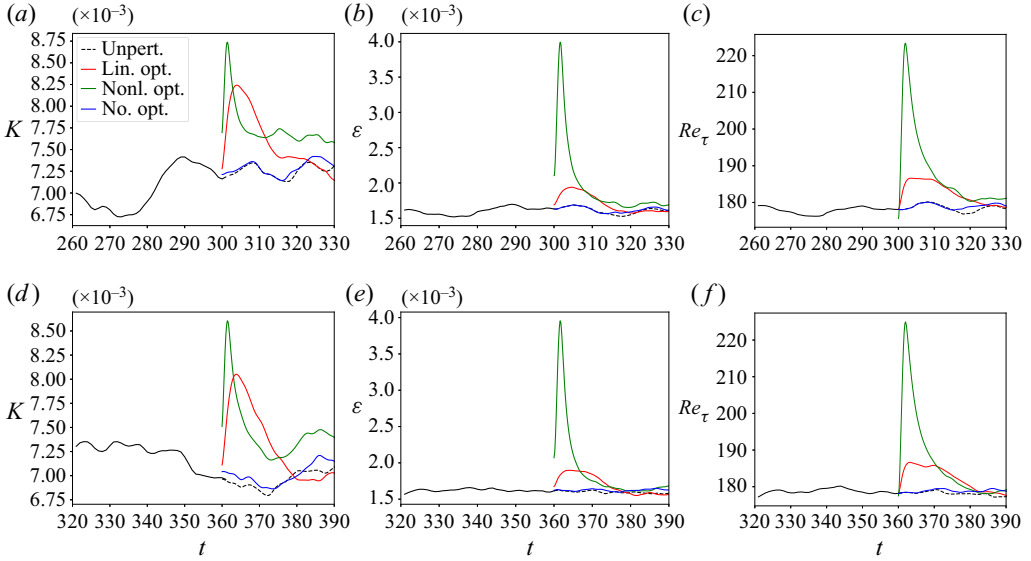 (a) (×10⁻³)
8.75
8.50
8.25
8.00
7.75
7.50
7.25
7.00
6.75
K
Unpert.
Lin. opt.
Nonl. opt.
No. opt.
260 270 280 290 300 310 320 330
(b) (×10⁻³)
4.0
3.5
3.0
2.5
2.0
1.5
ε
260 270 280 290 300 310 320 330
(c)
220
210
200
190
180
Reτ
260 270 280 290 300 310 320 330
(d) (×10⁻³)
8.50
8.25
8.00
7.75
7.50
7.25
7.00
6.75
K
320 330 340 350 360 370 380 390
t
(e) (×10⁻³)
4.0
3.5
3.0
2.5
2.0
1.5
ε
320 330 340 350 360 370 380 390
t
(f)
220
210
200
190
180
Reτ
320 330 340 350 360 370 380 390
t